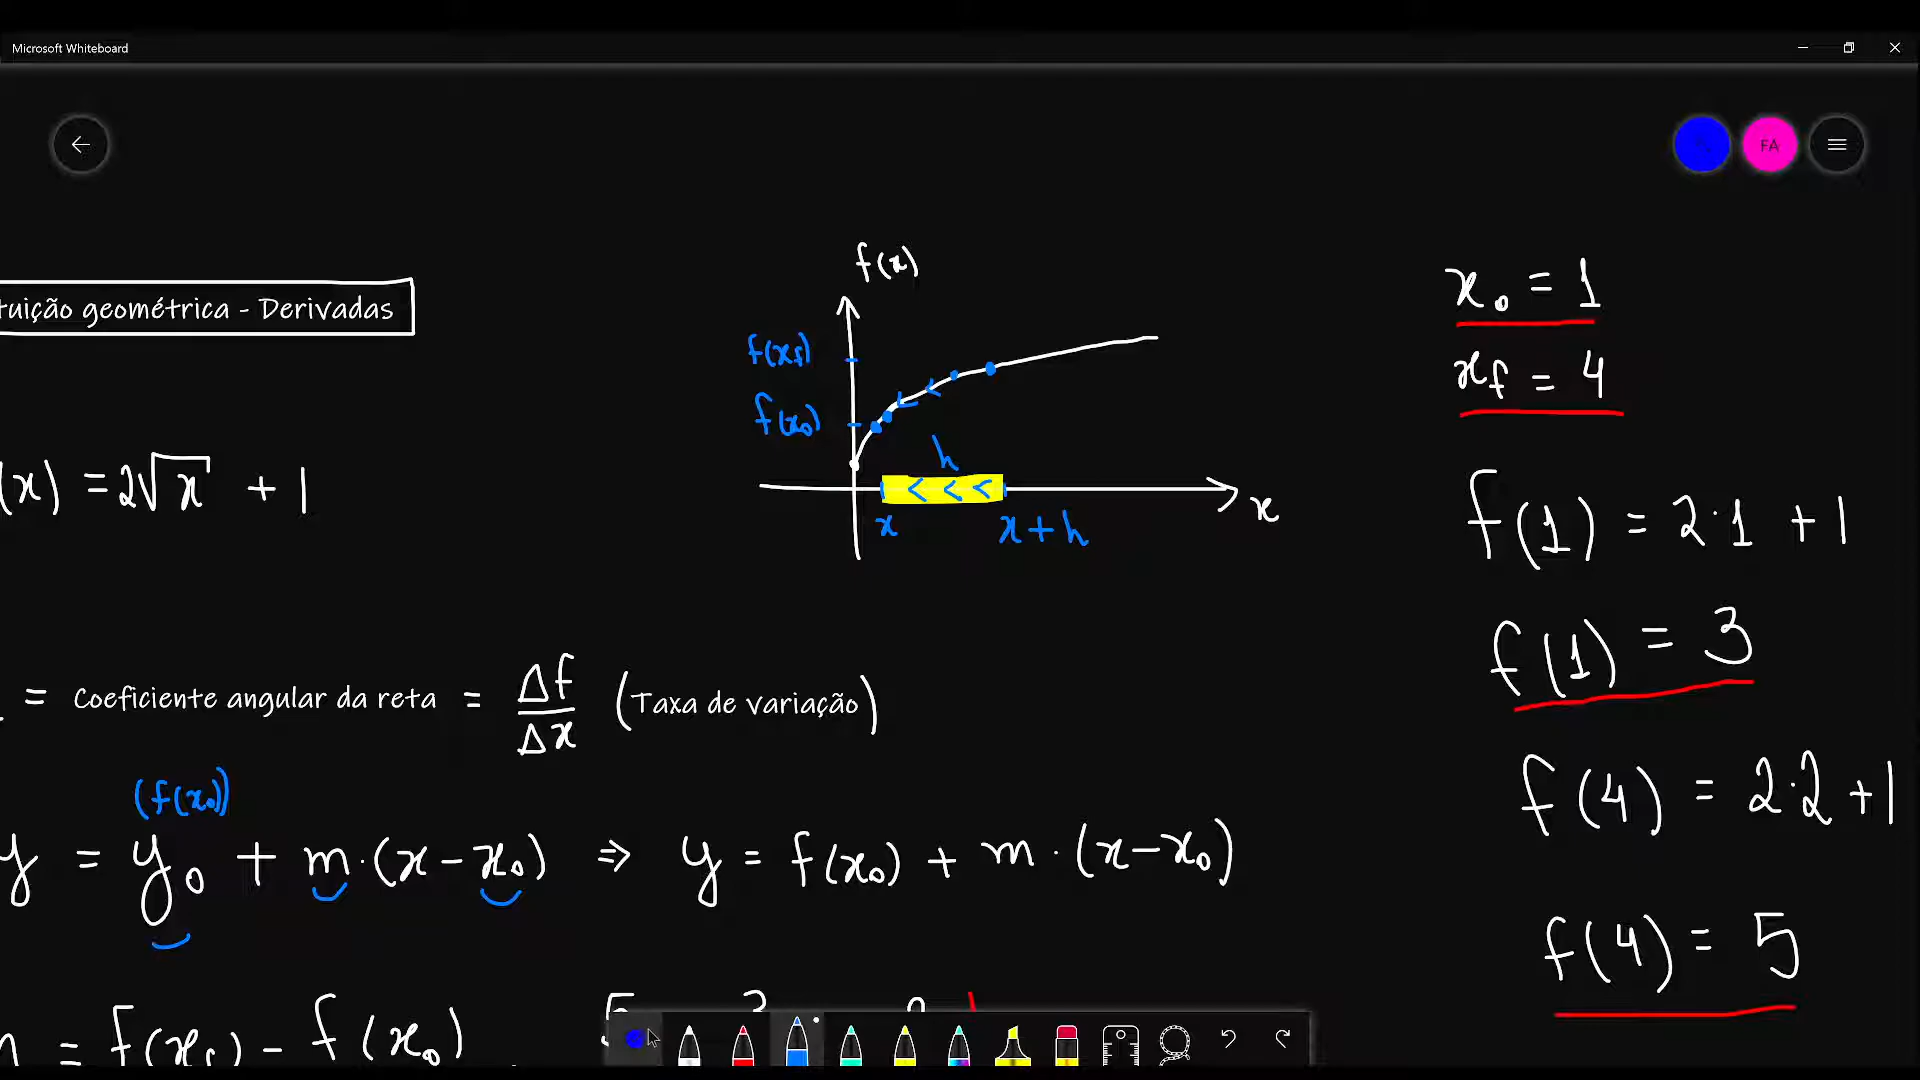 Microsoft Whiteboard
FA
tuição geométrica - Derivadas
(x) = 2√x + 1
f(x)
f(xf)
f(x₀)
h
x
x + h
x
= Coeficiente angular da reta = Δf/Δx (Taxa de variação)
(f(x₀))
y = y₀ + m·(x - x₀) ⇒ y = f(x₀) + m·(x - x₀)
= f(xf) - f(x₀)
x₀ = 1
xf = 4
f(1) = 2·1 + 1
f(1) = 3
f(4) = 2·2 + 1
f(4) = 5